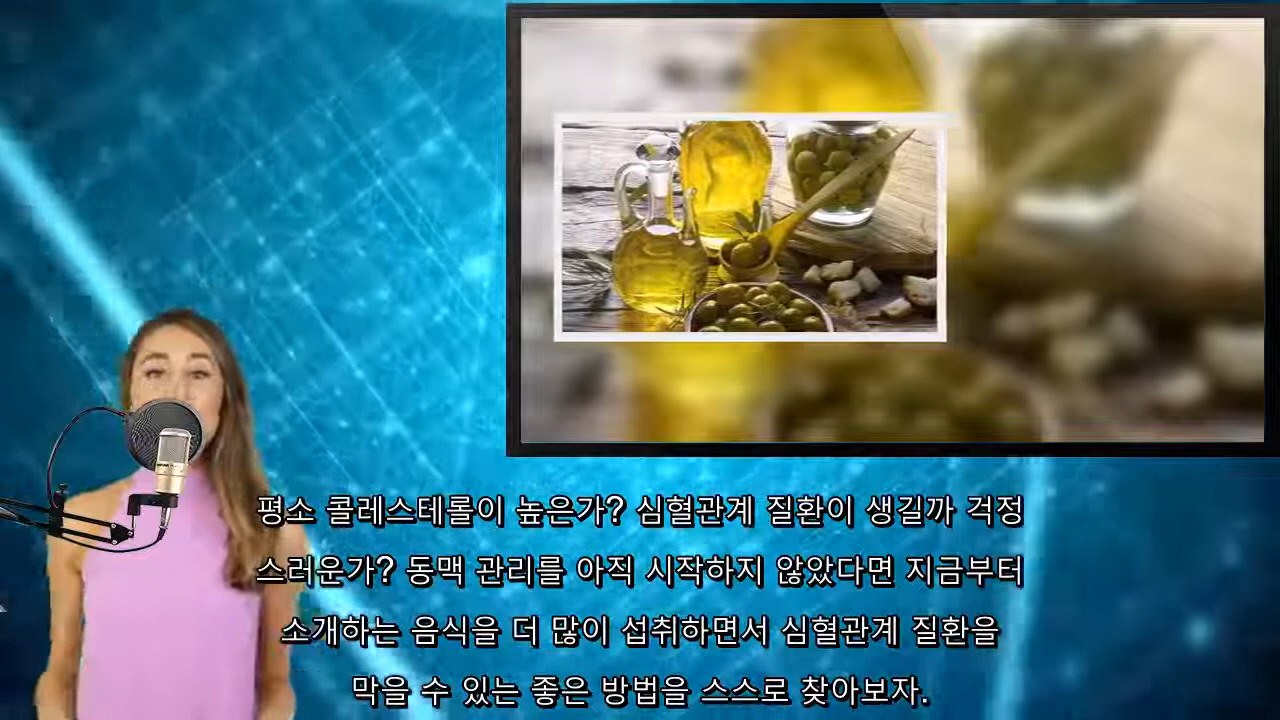 평소 콜레스테롤이 높은가? 심혈관계 질환이 생길까 걱정
스러운가? 동맥 관리를 아직 시작하지 않았다면 지금부터
소개하는 음식을 더 많이 섭취하면서 심혈관계 질환을
막을 수 있는 좋은 방법을 스스로 찾아보자.